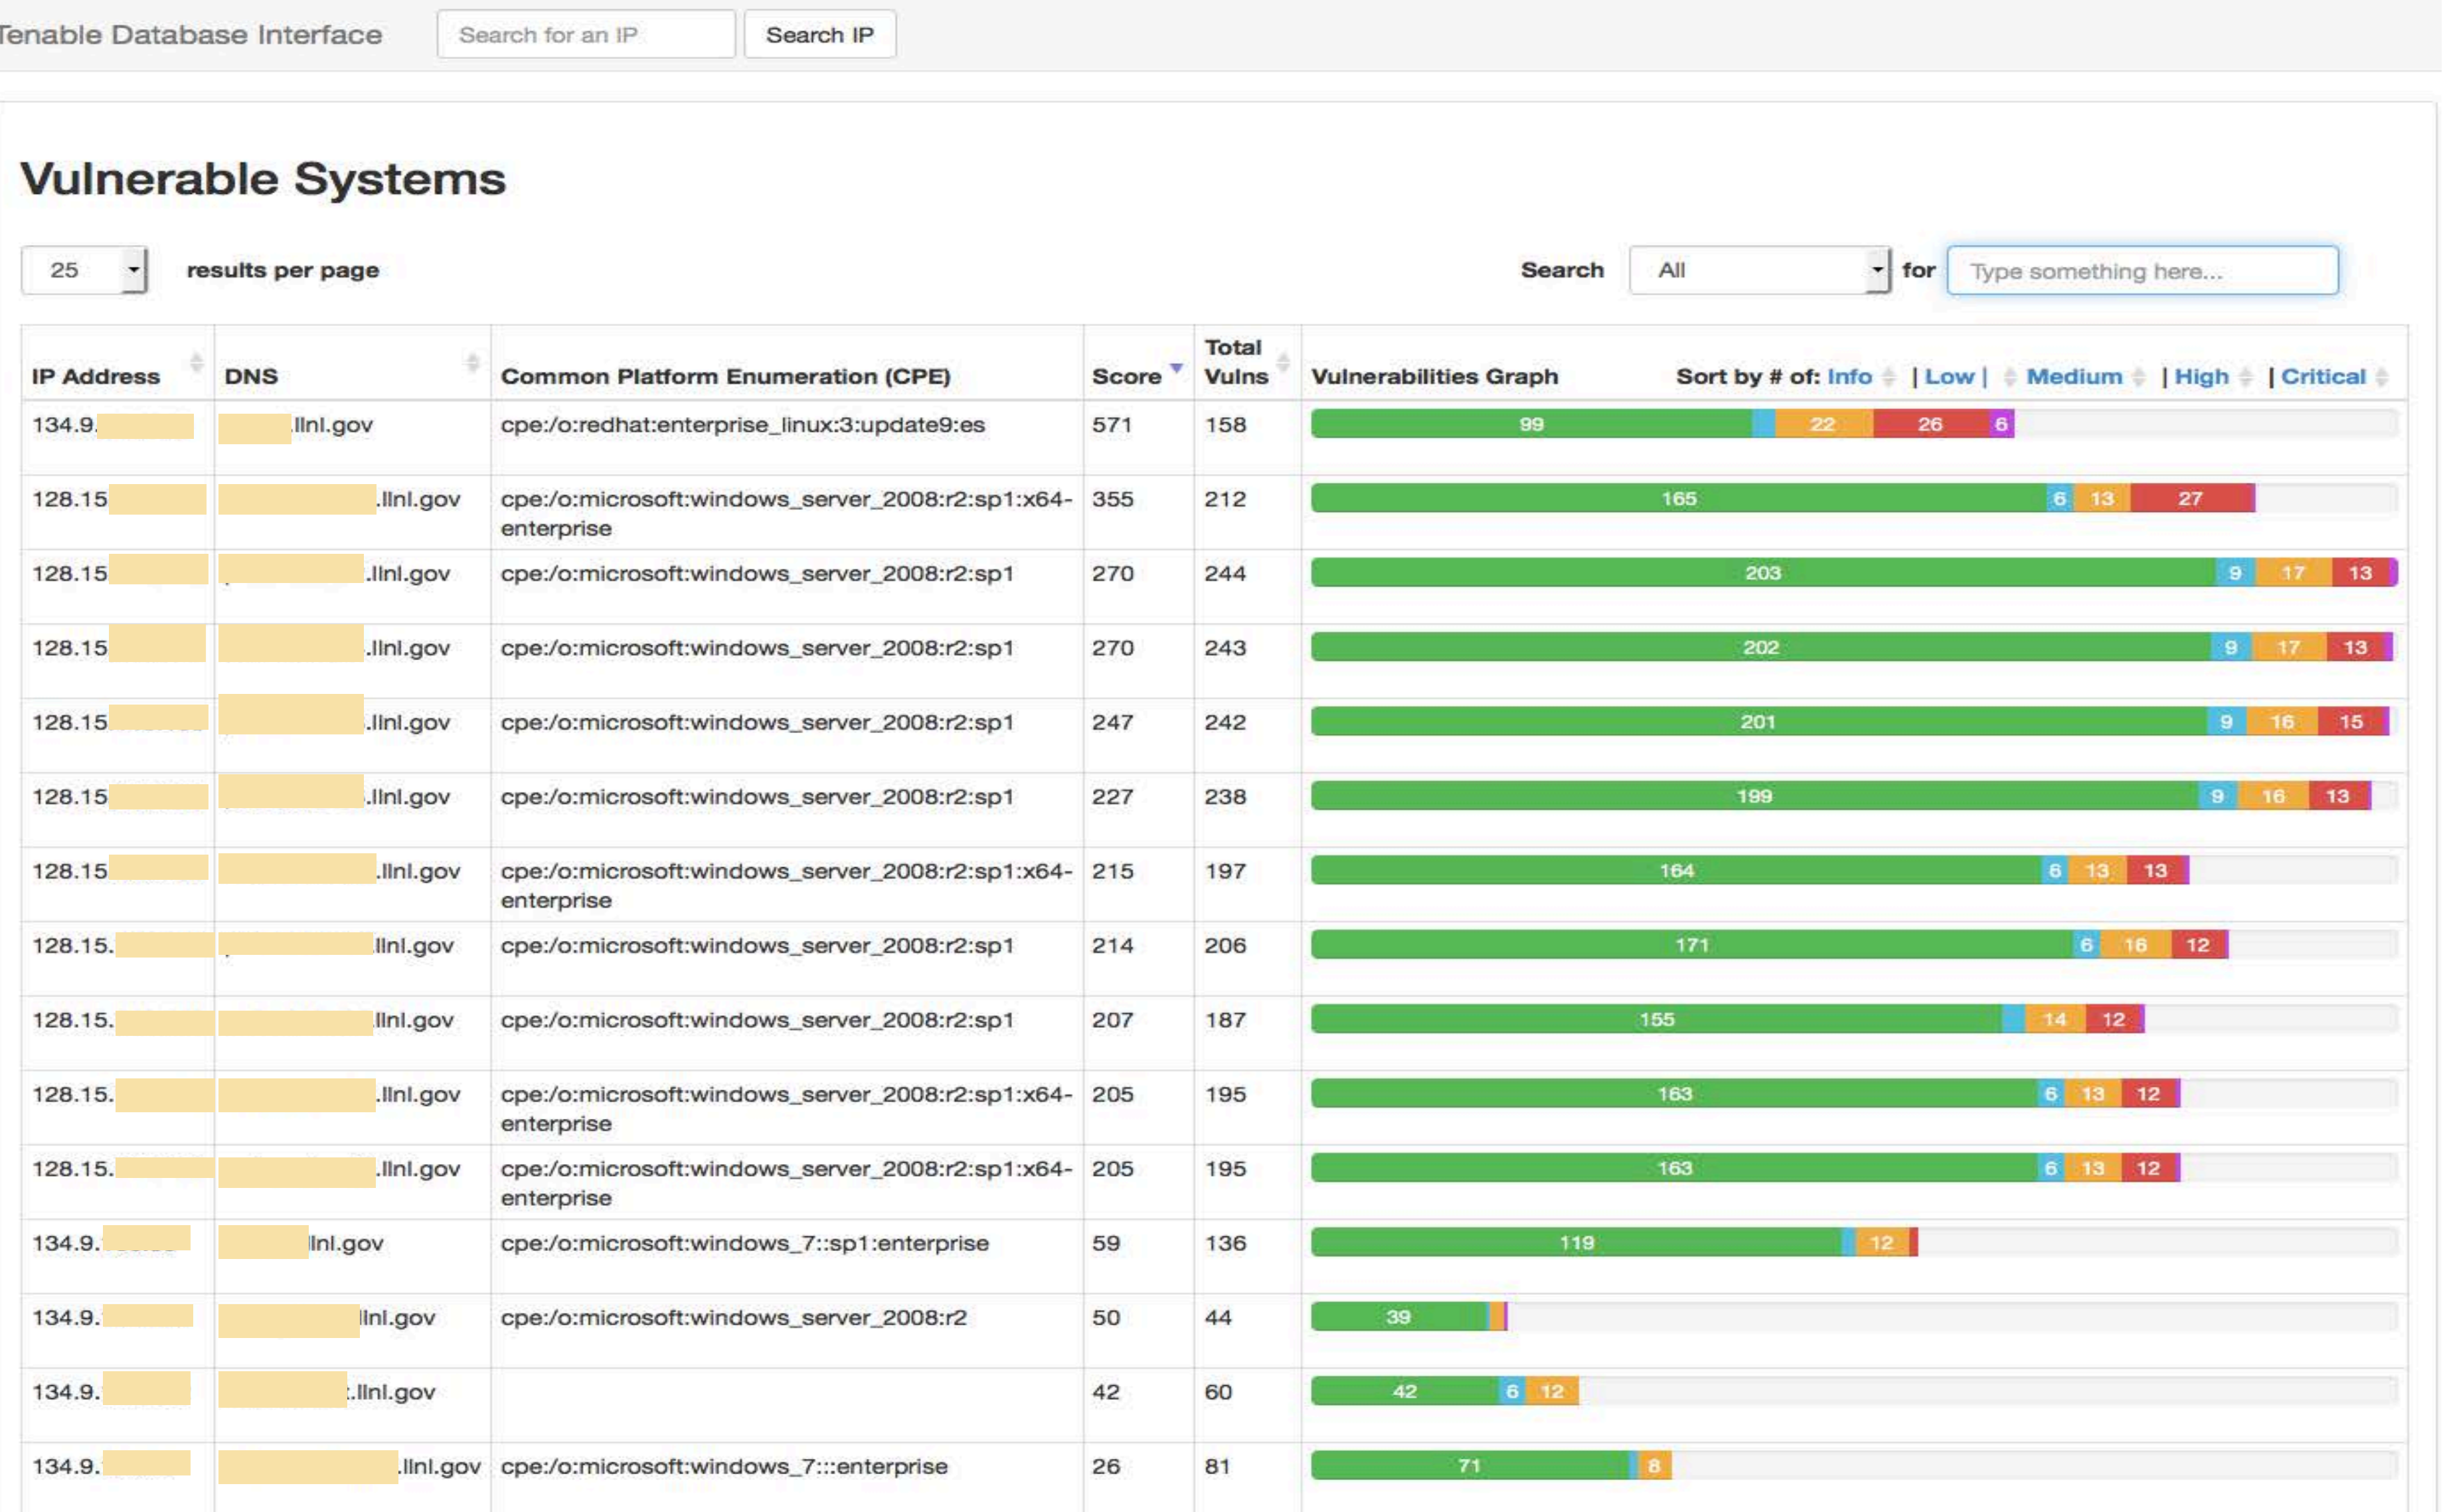 Tenable Database Interface Search for an IP Search IP
Vulnerable Systems
25 results per page Search All for Type something here...
IP Address DNS Common Platform Enumeration (CPE) Score Total Vulns Vulnerabilities Graph Sort by # of: Info | Low | Medium | High | Critical
134.9. .llnl.gov cpe:/o:redhat:enterprise_linux:3:update9:es 571 158 99 22 26 6
128.15 .llnl.gov cpe:/o:microsoft:windows_server_2008:r2:sp1:x64- 355 212 165 6 13 27
enterprise
128.15 .llnl.gov cpe:/o:microsoft:windows_server_2008:r2:sp1 270 244 203 9 17 13
128.15 .llnl.gov cpe:/o:microsoft:windows_server_2008:r2:sp1 270 243 202 9 17 13
128.15 .llnl.gov cpe:/o:microsoft:windows_server_2008:r2:sp1 247 242 201 9 16 15
128.15 .llnl.gov cpe:/o:microsoft:windows_server_2008:r2:sp1 227 238 199 9 16 13
128.15 .llnl.gov cpe:/o:microsoft:windows_server_2008:r2:sp1:x64- 215 197 164 6 13 13
enterprise
128.15. llnl.gov cpe:/o:microsoft:windows_server_2008:r2:sp1 214 206 171 6 16 12
128.15. llnl.gov cpe:/o:microsoft:windows_server_2008:r2:sp1 207 187 155 14 12
128.15. .llnl.gov cpe:/o:microsoft:windows_server_2008:r2:sp1:x64- 205 195 163 6 13 12
enterprise
128.15. .llnl.gov cpe:/o:microsoft:windows_server_2008:r2:sp1:x64- 205 195 163 6 13 12
enterprise
134.9. llnl.gov cpe:/o:microsoft:windows_7::sp1:enterprise 59 136 119 12
134.9. llnl.gov cpe:/o:microsoft:windows_server_2008:r2 50 44 39
134.9. .llnl.gov 42 60 42 6 12
134.9. .llnl.gov cpe:/o:microsoft:windows_7:::enterprise 26 81 71 8